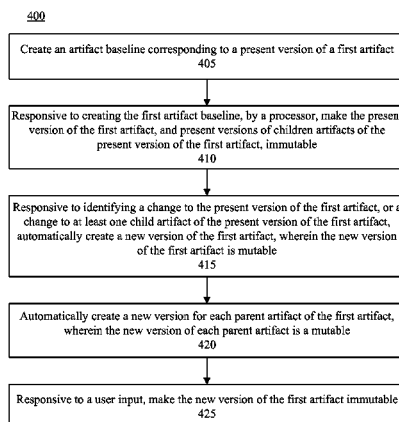 400
Create an artifact baseline corresponding to a present version of a first artifact
405
Responsive to creating the first artifact baseline, by a processor, make the present
version of the first artifact, and present versions of children artifacts of the
present version of the first artifact, immutable
410
Responsive to identifying a change to the present version of the first artifact, or a
change to at least one child artifact of the present version of the first artifact,
automatically create a new version of the first artifact, wherein the new version
of the first artifact is mutable
415
Automatically create a new version for each parent artifact of the first artifact,
wherein the new version of each parent artifact is a mutable
420
Responsive to a user input, make the new version of the first artifact immutable
425